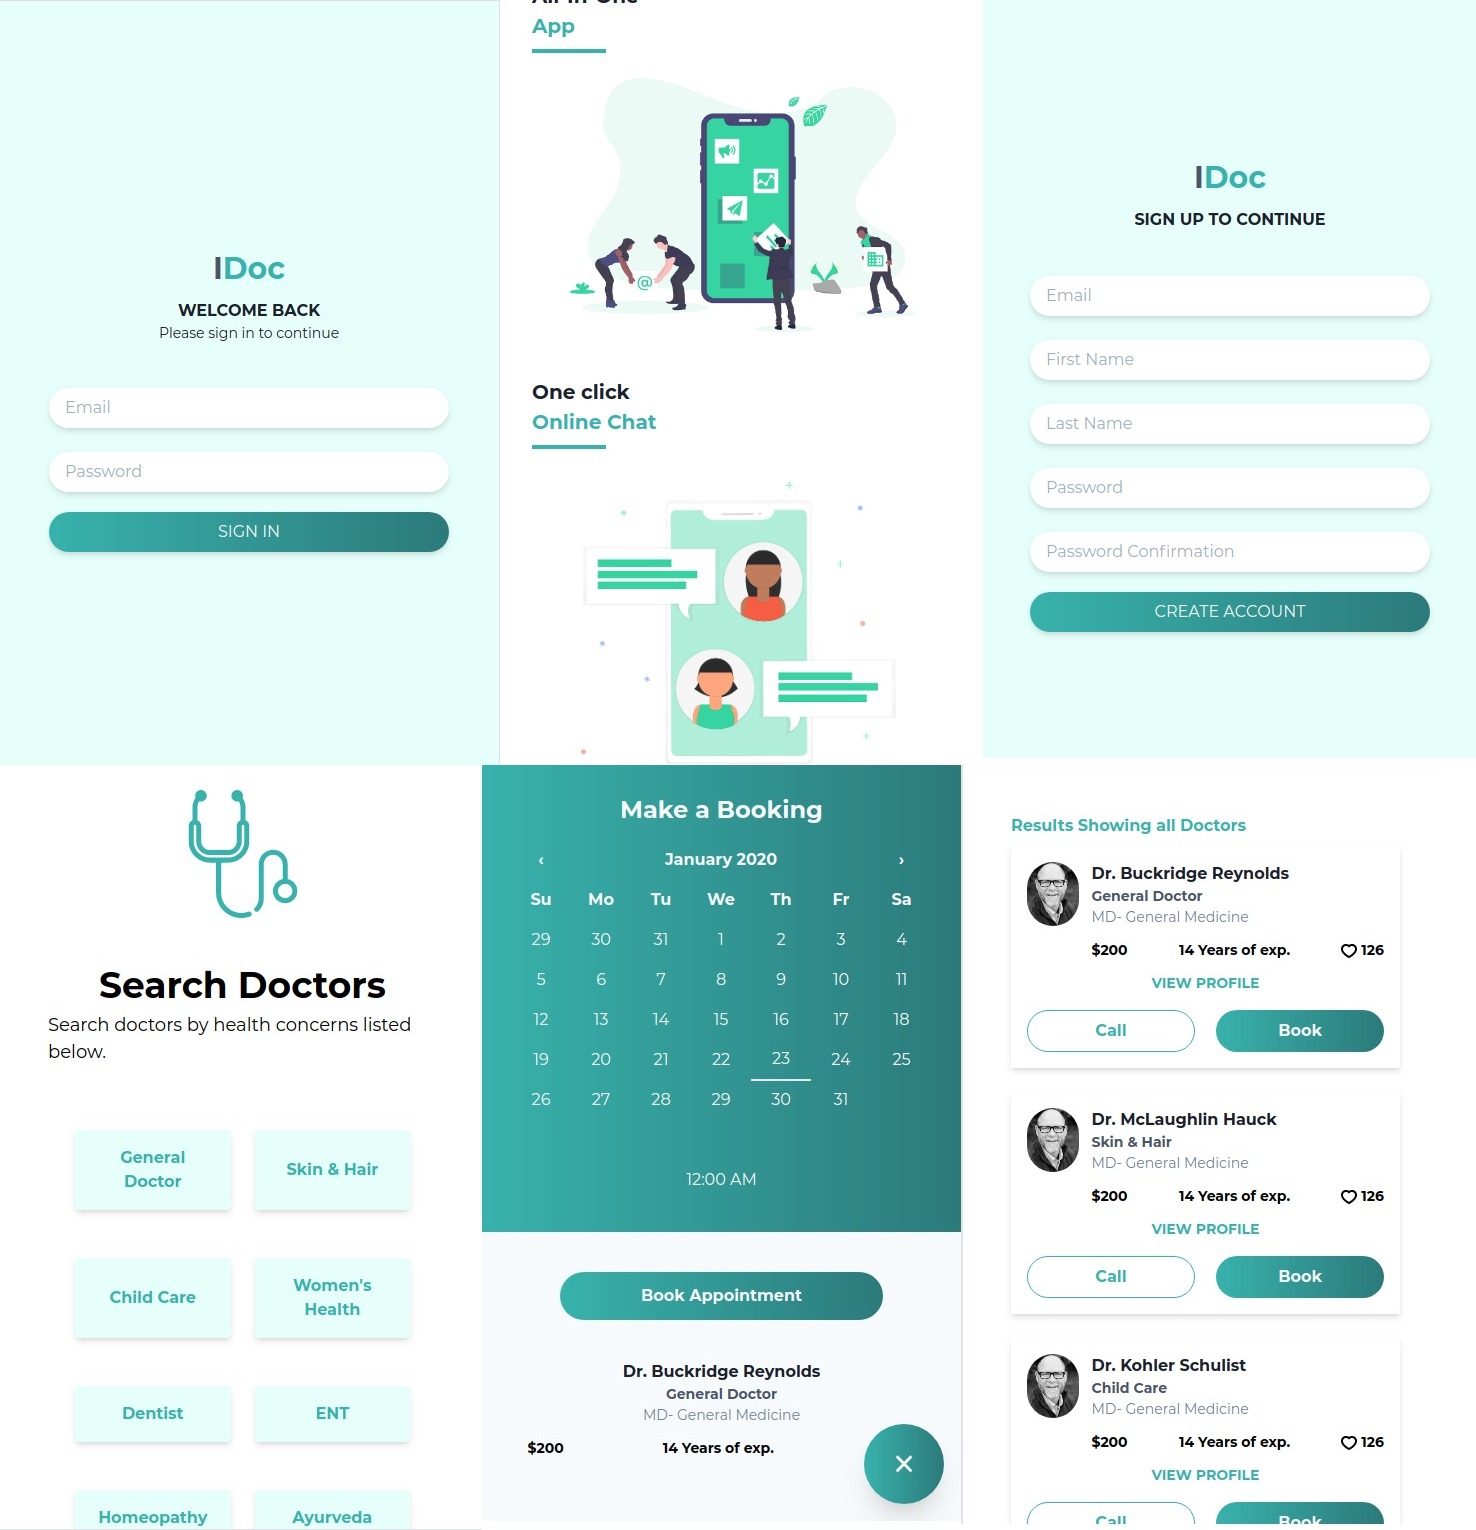 IDoc
WELCOME BACK
Please sign in to continue
Email
Password
SIGN IN
All-In-One
App
@
One click
Online Chat
IDoc
SIGN UP TO CONTINUE
Email
First Name
Last Name
Password
Password Confirmation
CREATE ACCOUNT
Search Doctors
Search doctors by health concerns listed
below.
General
Doctor
Skin & Hair
Child Care
Women's
Health
Dentist
ENT
Homeopathy
Ayurveda
Make a Booking
‹ January 2020 ›
Su Mo Tu We Th Fr Sa
29 30 31 1 2 3 4
5 6 7 8 9 10 11
12 13 14 15 16 17 18
19 20 21 22 23 24 25
26 27 28 29 30 31
12:00 AM
Book Appointment
Dr. Buckridge Reynolds
General Doctor
MD- General Medicine
$200 14 Years of exp.
Results Showing all Doctors
Dr. Buckridge Reynolds
General Doctor
MD- General Medicine
$200 14 Years of exp. 126
VIEW PROFILE
Call Book
Dr. McLaughlin Hauck
Skin & Hair
MD- General Medicine
$200 14 Years of exp. 126
VIEW PROFILE
Call Book
Dr. Kohler Schulist
Child Care
MD- General Medicine
$200 14 Years of exp. 126
VIEW PROFILE
Call Book